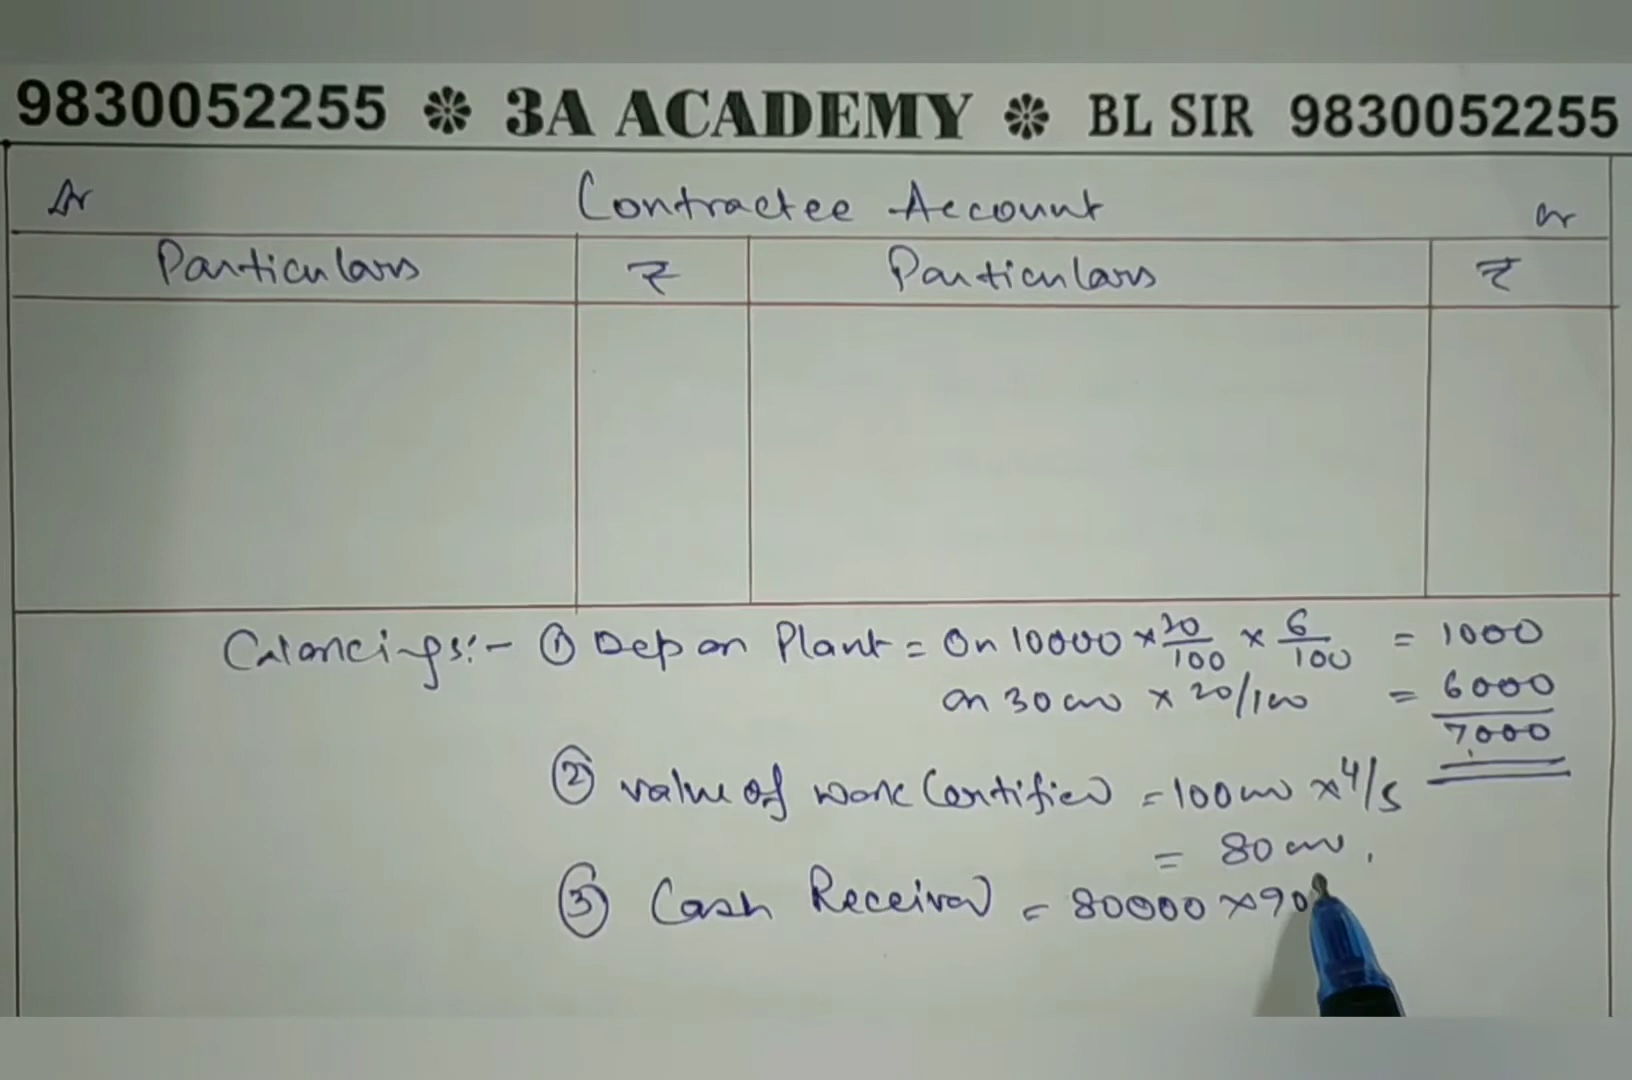 9830052255 ❋ 3A ACADEMY ❋ BL SIR 9830052255
Dr Contractee Account Cr
Particulars ₹ Particulars ₹
① Dep on Plant = On 10000 × 20/100 × 6/100 = 1000
on 30000 × 20/100 = 6000
7,000
② value of work Certified = 100000 × 4/5
= 80000.
③ Cash Received = 80000 × 90